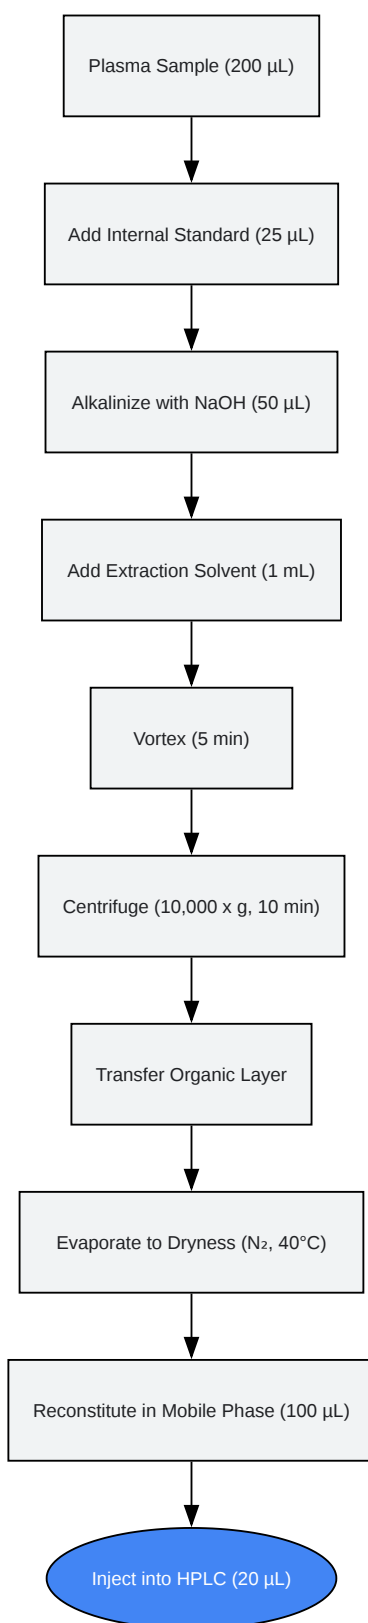 Plasma Sample (200 µL)
Add Internal Standard (25 µL)
Alkalinize with NaOH (50 µL)
Add Extraction Solvent (1 mL)
Vortex (5 min)
Centrifuge (10,000 x g, 10 min)
Transfer Organic Layer
Evaporate to Dryness (N₂, 40°C)
Reconstitute in Mobile Phase (100 µL)
Inject into HPLC (20 µL)